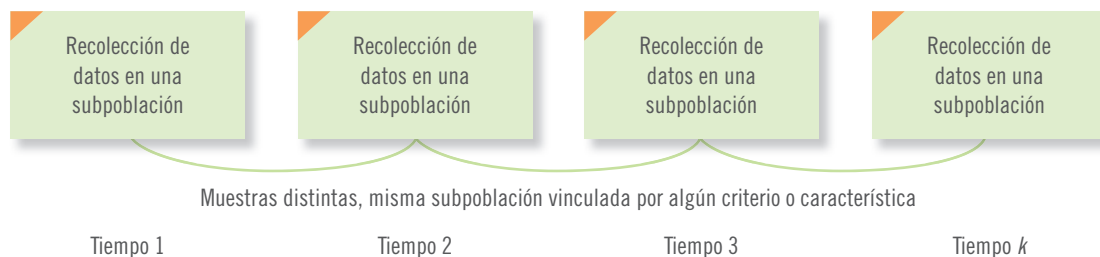 Recolección de
datos en una
subpoblación
Recolección de
datos en una
subpoblación
Recolección de
datos en una
subpoblación
Recolección de
datos en una
subpoblación
Muestras distintas, misma subpoblación vinculada por algún criterio o característica
Tiempo 1
Tiempo 2
Tiempo 3
Tiempo k